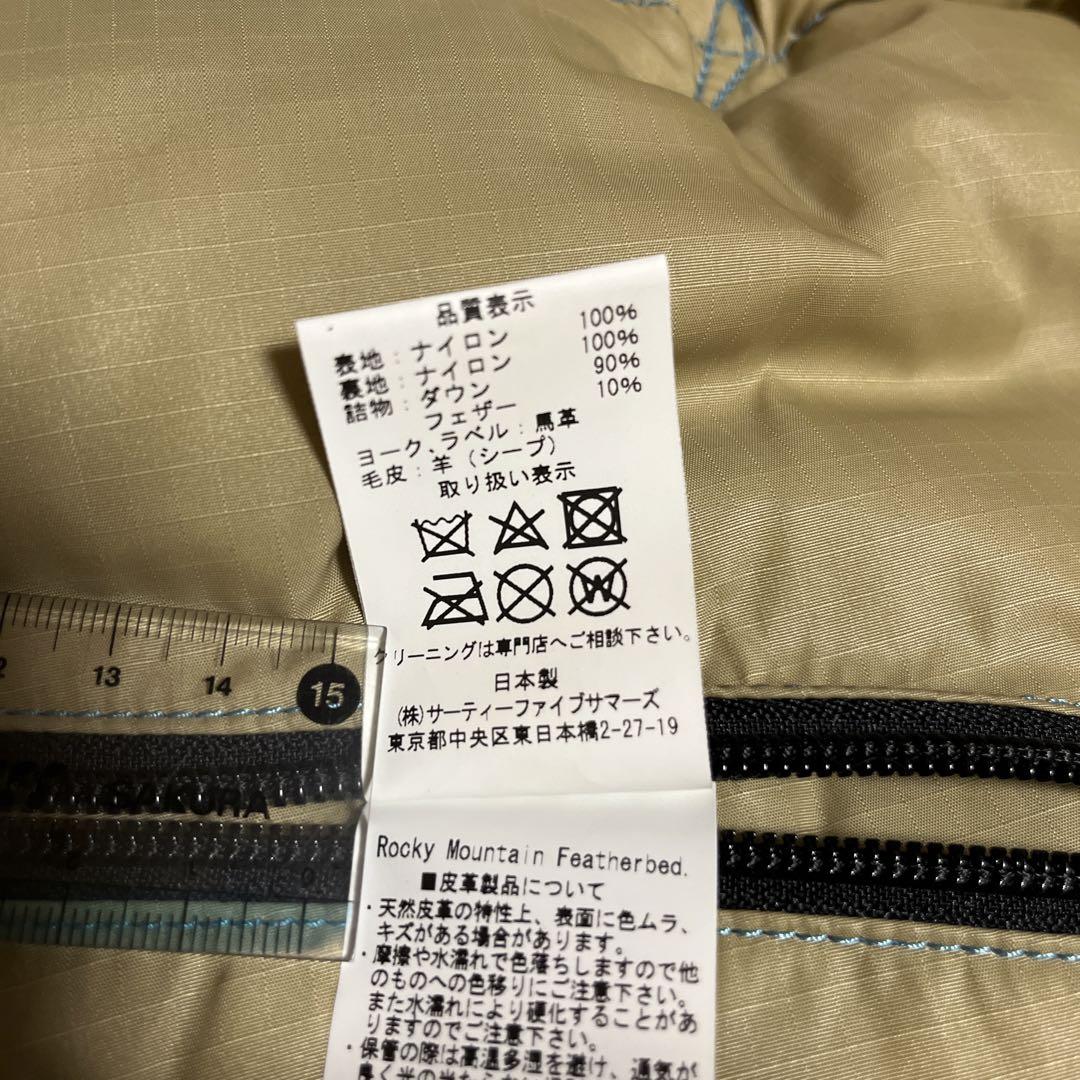 品質表示
表地:ナイロン 100%
裏地:ナイロン 100%
詰物:ダウン 90%
フェザー 10%
ヨーク、ラベル:馬革
毛皮:羊(シープ)
取り扱い表示
W
クリーニングは専門店へご相談下さい。
日本製
(株)サーティーファイブサマーズ
東京都中央区東日本橋2-27-19
Rocky Mountain Featherbed.
■皮革製品について
・天然皮革の特性上、表面に色ムラ、
キズがある場合があります。
・摩擦や水濡れで色落ちしますので他
のものへの色移りにご注意下さい。
また水濡れにより硬化することがあ
りますのでご注意下さい。
・保管の際は高温多湿を避け、通気が
良く光の当たらな
13 14 15
SAKURA